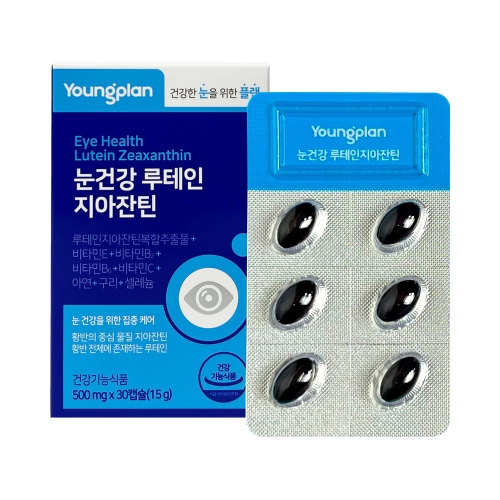 Youngplan
건강한 눈을 위한 플랜
Eye Health
Lutein Zeaxanthin
눈건강 루테인
지아잔틴
루테인지아잔틴복합추출물+
비타민E+비타민B₂+
비타민B₆+비타민C+
아연+구리+셀레늄
눈 건강을 위한 집중 케어
황반의 중심 물질 지아잔틴
황반 전체에 존재하는 루테인
건강기능식품
500 mg x 30캡슐(15 g)
건강
기능식품
Youngplan
눈건강 루테인지아잔틴